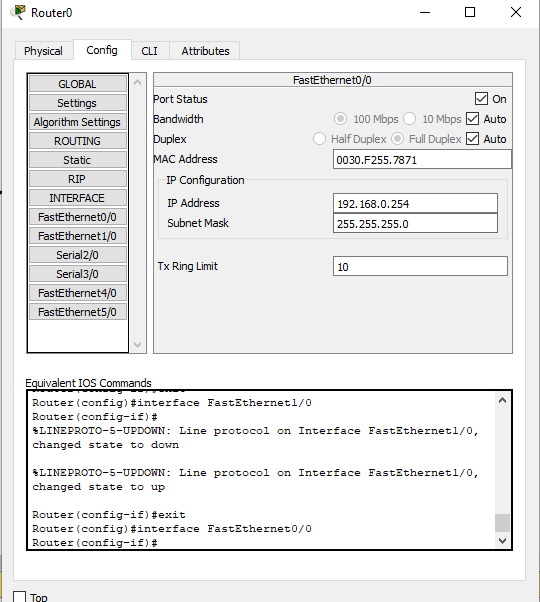 Router0
Physical Config CLI Attributes
GLOBAL
Settings
Algorithm Settings
ROUTING
Static
RIP
INTERFACE
FastEthernet0/0
FastEthernet1/0
Serial2/0
Serial3/0
FastEthernet4/0
FastEthernet5/0
FastEthernet0/0
Port Status On
Bandwidth 100 Mbps 10 Mbps Auto
Duplex Half Duplex Full Duplex Auto
MAC Address 0030.F255.7871
IP Configuration
IP Address 192.168.0.254
Subnet Mask 255.255.255.0
Tx Ring Limit 10
Equivalent IOS Commands
Router(config)#interface FastEthernet1/0
Router(config-if)#
%LINEPROTO-5-UPDOWN: Line protocol on Interface FastEthernet1/0,
changed state to down
%LINEPROTO-5-UPDOWN: Line protocol on Interface FastEthernet1/0,
changed state to up
Router(config-if)#exit
Router(config)#interface FastEthernet0/0
Router(config-if)#
Top